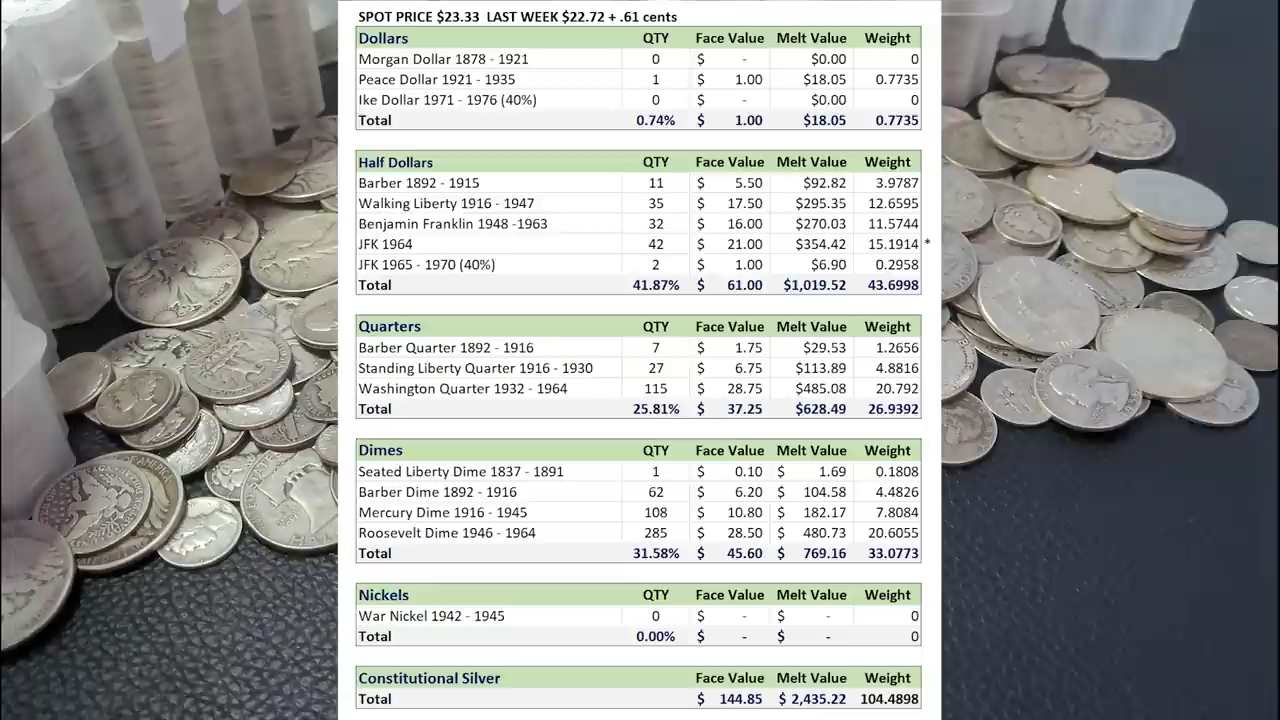 SPOT PRICE $23.33 LAST WEEK $22.72 + .61 cents
Dollars QTY Face Value Melt Value Weight
Morgan Dollar 1878 - 1921 0 $ - $0.00 0
Peace Dollar 1921 - 1935 1 $ 1.00 $18.05 0.7735
Ike Dollar 1971 - 1976 (40%) 0 $ - $0.00 0
Total 0.74% $ 1.00 $18.05 0.7735
Half Dollars QTY Face Value Melt Value Weight
Barber 1892 - 1915 11 $ 5.50 $92.82 3.9787
Walking Liberty 1916 - 1947 35 $ 17.50 $295.35 12.6595
Benjamin Franklin 1948 -1963 32 $ 16.00 $270.03 11.5744
JFK 1964 42 $ 21.00 $354.42 15.1914 *
JFK 1965 - 1970 (40%) 2 $ 1.00 $6.90 0.2958
Total 41.87% $ 61.00 $1,019.52 43.6998
Quarters QTY Face Value Melt Value Weight
Barber Quarter 1892 - 1916 7 $ 1.75 $29.53 1.2656
Standing Liberty Quarter 1916 - 1930 27 $ 6.75 $113.89 4.8816
Washington Quarter 1932 - 1964 115 $ 28.75 $485.08 20.792
Total 25.81% $ 37.25 $628.49 26.9392
Dimes QTY Face Value Melt Value Weight
Seated Liberty Dime 1837 - 1891 1 $ 0.10 $ 1.69 0.1808
Barber Dime 1892 - 1916 62 $ 6.20 $ 104.58 4.4826
Mercury Dime 1916 - 1945 108 $ 10.80 $ 182.17 7.8084
Roosevelt Dime 1946 - 1964 285 $ 28.50 $ 480.73 20.6055
Total 31.58% $ 45.60 $ 769.16 33.0773
Nickels QTY Face Value Melt Value Weight
War Nickel 1942 - 1945 0 $ - $ - 0
Total 0.00% $ - $ - 0
Constitutional Silver Face Value Melt Value Weight
Total $ 144.85 $ 2,435.22 104.4898